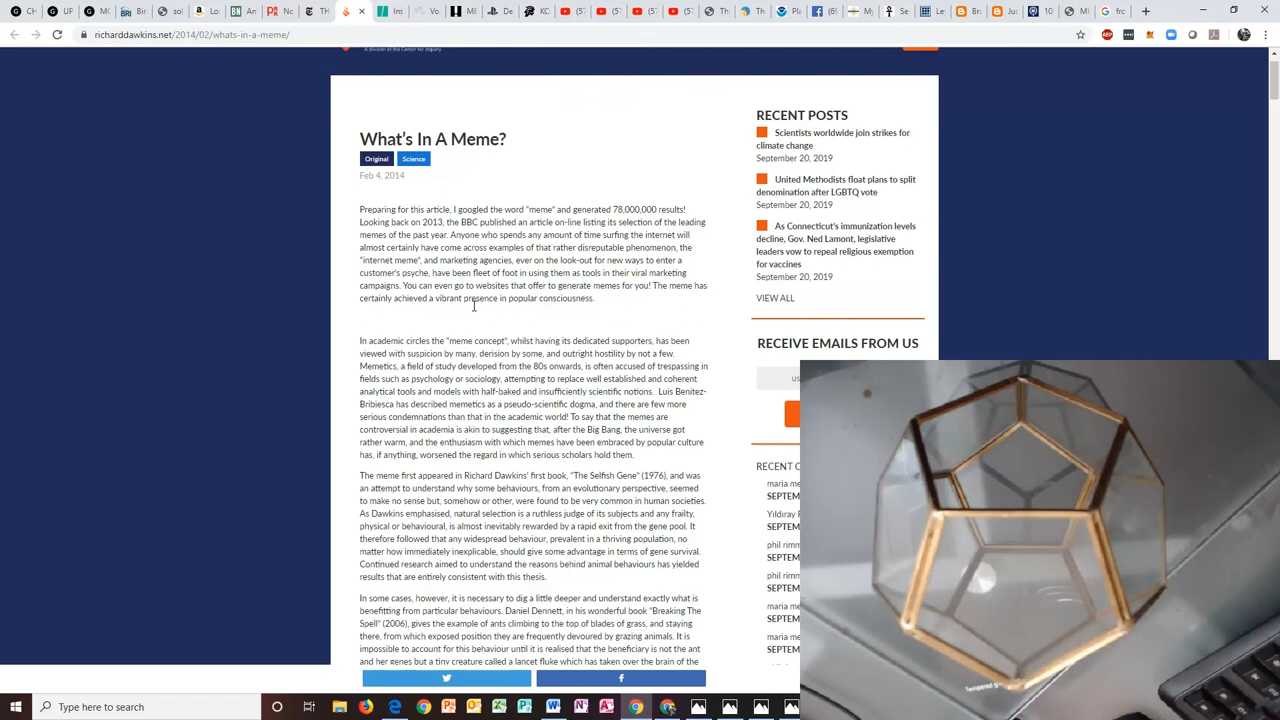 richarddawkins.net/2014/02/whats-in-a-meme/
What's In A Meme?
Original Science
Feb 4, 2014
Preparing for this article, I googled the word "meme" and generated 78,000,000 results!
Looking back on 2013, the BBC published an article on-line listing its selection of the leading
memes of the past year. Anyone who spends any amount of time surfing the internet will
almost certainly have come across examples of that rather disreputable phenomenon, the
"internet meme", and marketing agencies, ever on the look-out for new ways to enter a
customer's psyche, have been fleet of foot in using them as tools in their viral marketing
campaigns. You can even go to websites that offer to generate memes for you! The meme has
certainly achieved a vibrant presence in popular consciousness.
In academic circles the "meme concept", whilst having its dedicated supporters, has been
viewed with suspicion by many, derision by some, and outright hostility by not a few.
Memetics, a field of study developed from the 80s onwards, is often accused of trespassing in
fields such as psychology or sociology, attempting to replace well established and coherent
analytical tools and models with half-baked and insufficiently scientific notions. Luis Benitez-
Bribiesca has described memetics as a pseudo-scientific dogma, and there are few more
serious condemnations than that in the academic world! To say that the memes are
controversial in academia is akin to suggesting that, after the Big Bang, the universe got
rather warm, and the enthusiasm with which memes have been embraced by popular culture
has, if anything, worsened the regard in which serious scholars hold them.
The meme first appeared in Richard Dawkins' first book, "The Selfish Gene" (1976), and was
an attempt to understand why some behaviours, from an evolutionary perspective, seemed
to make no sense but, somehow or other, were found to be very common in human societies.
As Dawkins emphasised, natural selection is a ruthless judge of its subjects and any frailty,
physical or behavioural, is almost inevitably rewarded by a rapid exit from the gene pool. It
therefore followed that any widespread behaviour, prevalent in a thriving population, no
matter how immediately inexplicable, should give some advantage in terms of gene survival.
Continued research aimed to understand the reasons behind animal behaviours has yielded
results that are entirely consistent with this thesis.
In some cases, however, it is necessary to dig a little deeper and understand exactly what is
benefitting from particular behaviours. Daniel Dennett, in his wonderful book "Breaking The
Spell" (2006), gives the example of ants climbing to the top of blades of grass, and staying
there, from which exposed position they are frequently devoured by grazing animals. It is
impossible to account for this behaviour until it is realised that the beneficiary is not the ant
and her genes but a tiny creature called a lancet fluke which has taken over the brain of the
RECENT POSTS
Scientists worldwide join strikes for
climate change
September 20, 2019
United Methodists float plans to split
denomination after LGBTQ vote
September 20, 2019
As Connecticut's immunization levels
decline, Gov. Ned Lamont, legislative
leaders vow to repeal religious exemption
for vaccines
September 20, 2019
VIEW ALL
RECEIVE EMAILS FROM US
us
RECENT C
maria me
SEPTEM
Yıldıray
SEPTEM
phil rimm
SEPTEM
phil rimm
SEPTEM
maria me
SEPTEM
maria me
SEPTEM
Tempered
Type here to search